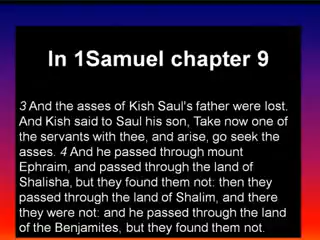 In 1Samuel chapter 9
3 And the asses of Kish Saul's father were lost.
And Kish said to Saul his son, Take now one of
the servants with thee, and arise, go seek the
asses. 4 And he passed through mount
Ephraim, and passed through the land of
Shalisha, but they found them not: then they
passed through the land of Shalim, and there
they were not: and he passed through the land
of the Benjamites, but they found them not.